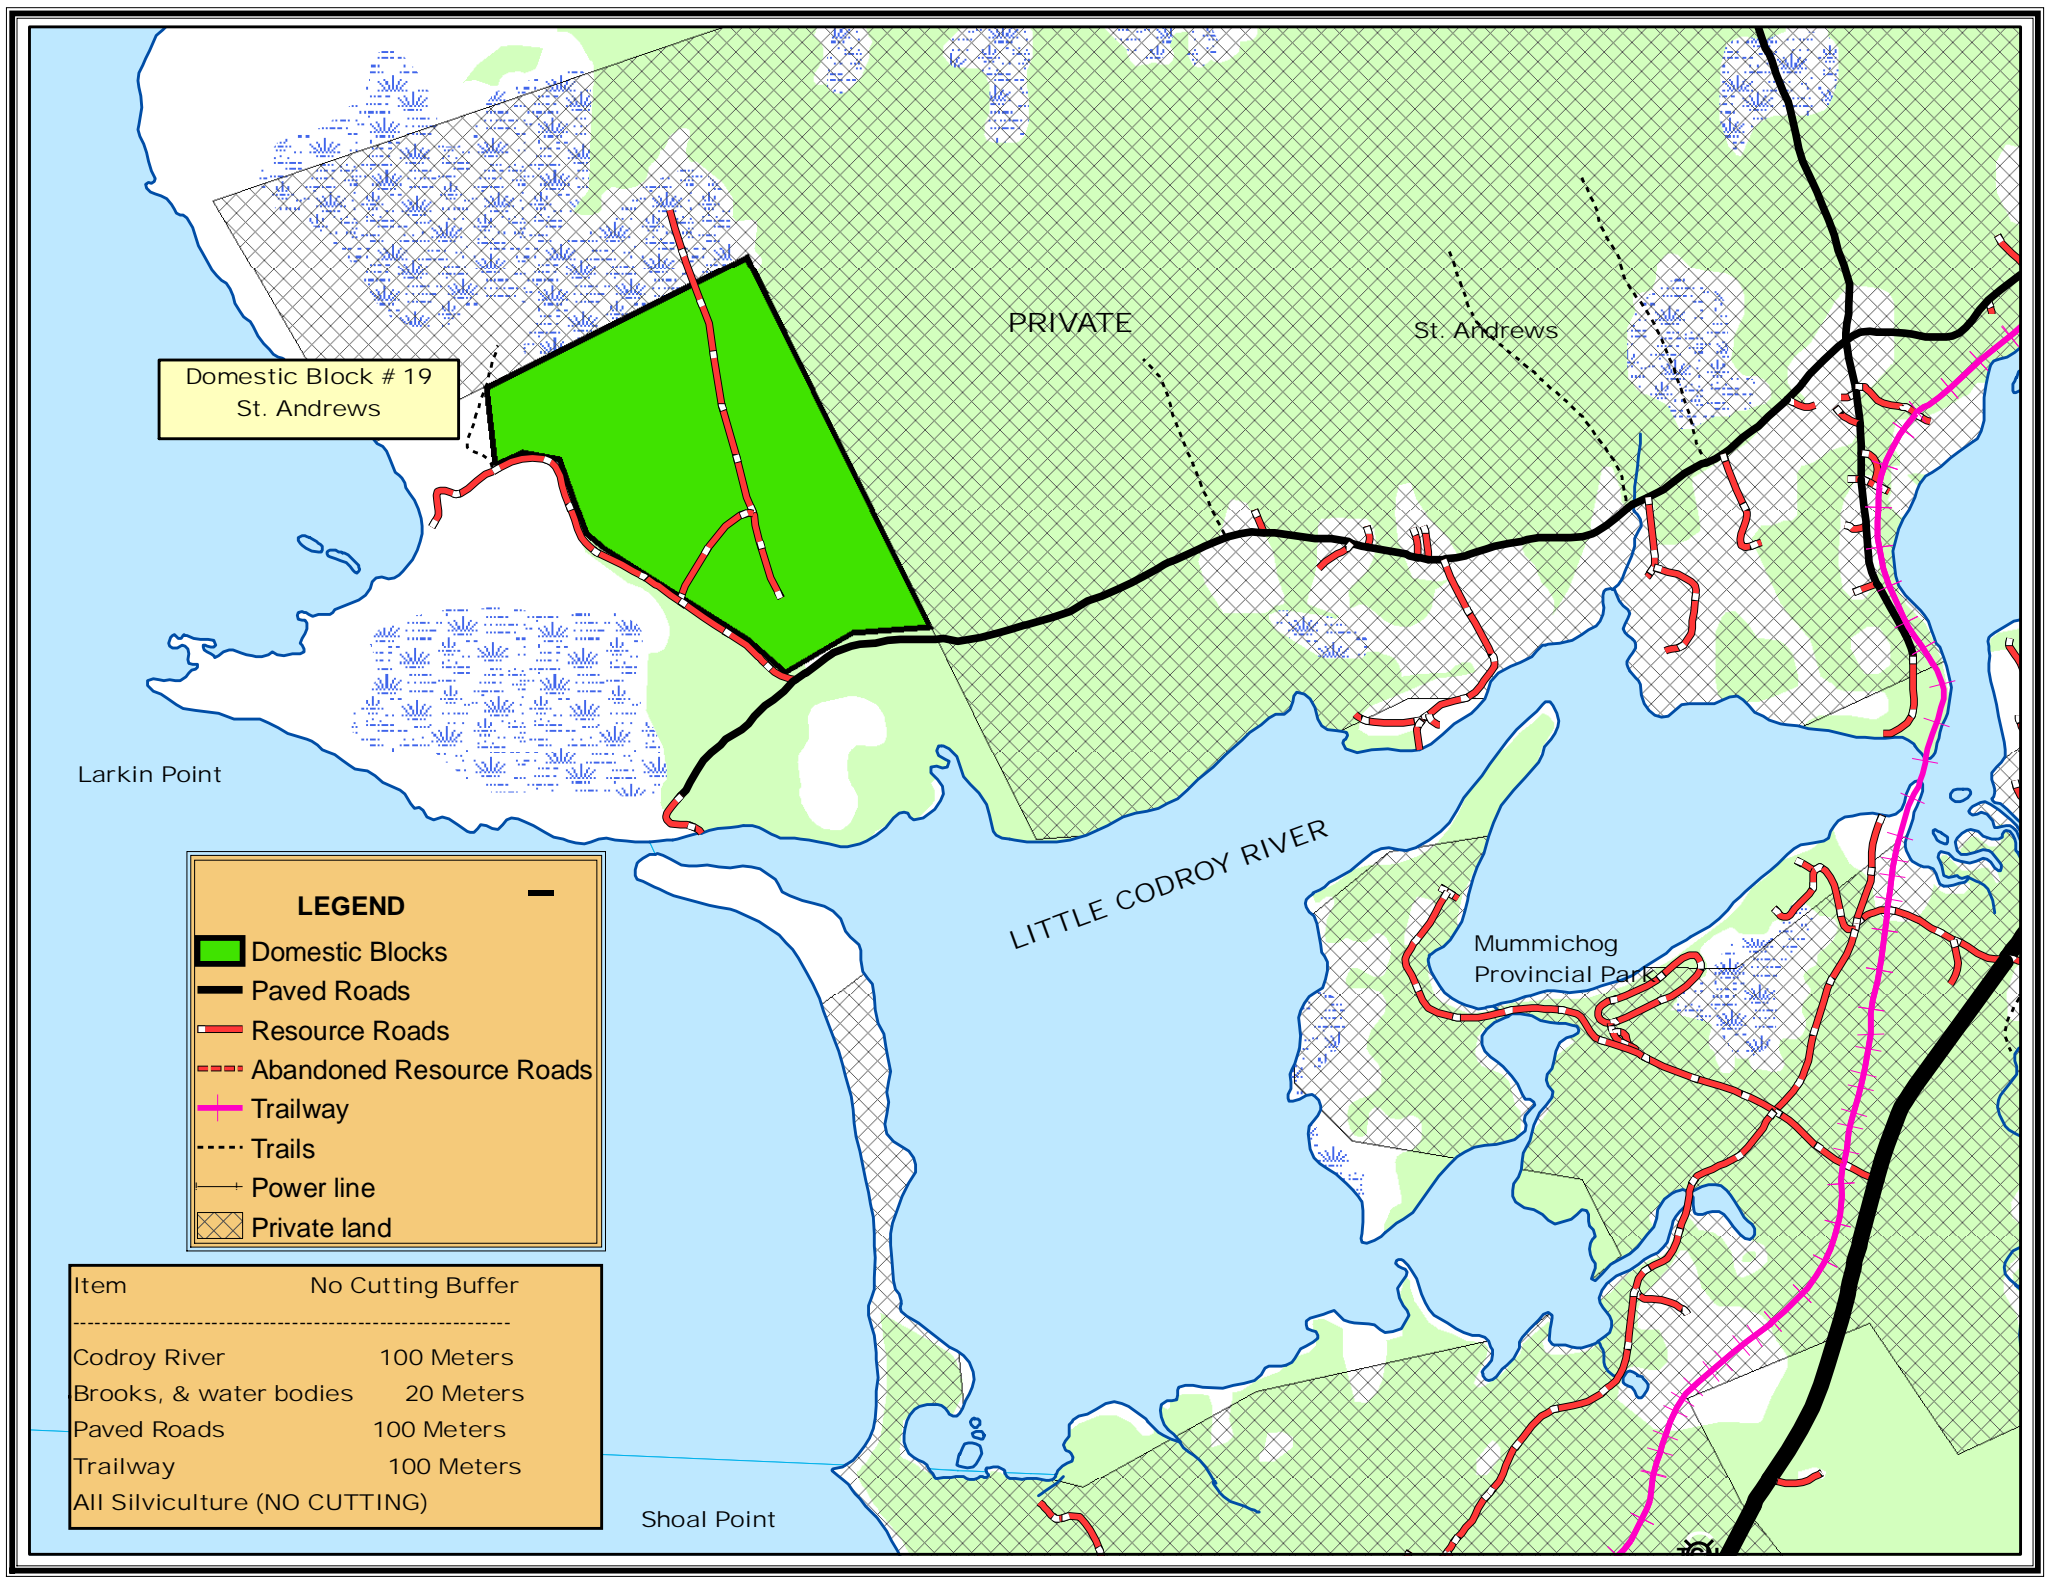 PRIVATE
St. Andrews
Domestic Block # 19
St. Andrews
Larkin Point
LITTLE CODROY RIVER
Mummichog
Provincial Park
LEGEND
Domestic Blocks
Paved Roads
Resource Roads
Abandoned Resource Roads
Trailway
Trails
Power line
Private land
Item No Cutting Buffer
------------------------------------------------------------
Codroy River 100 Meters
Brooks, & water bodies 20 Meters
Paved Roads 100 Meters
Trailway 100 Meters
All Silviculture (NO CUTTING)
Shoal Point